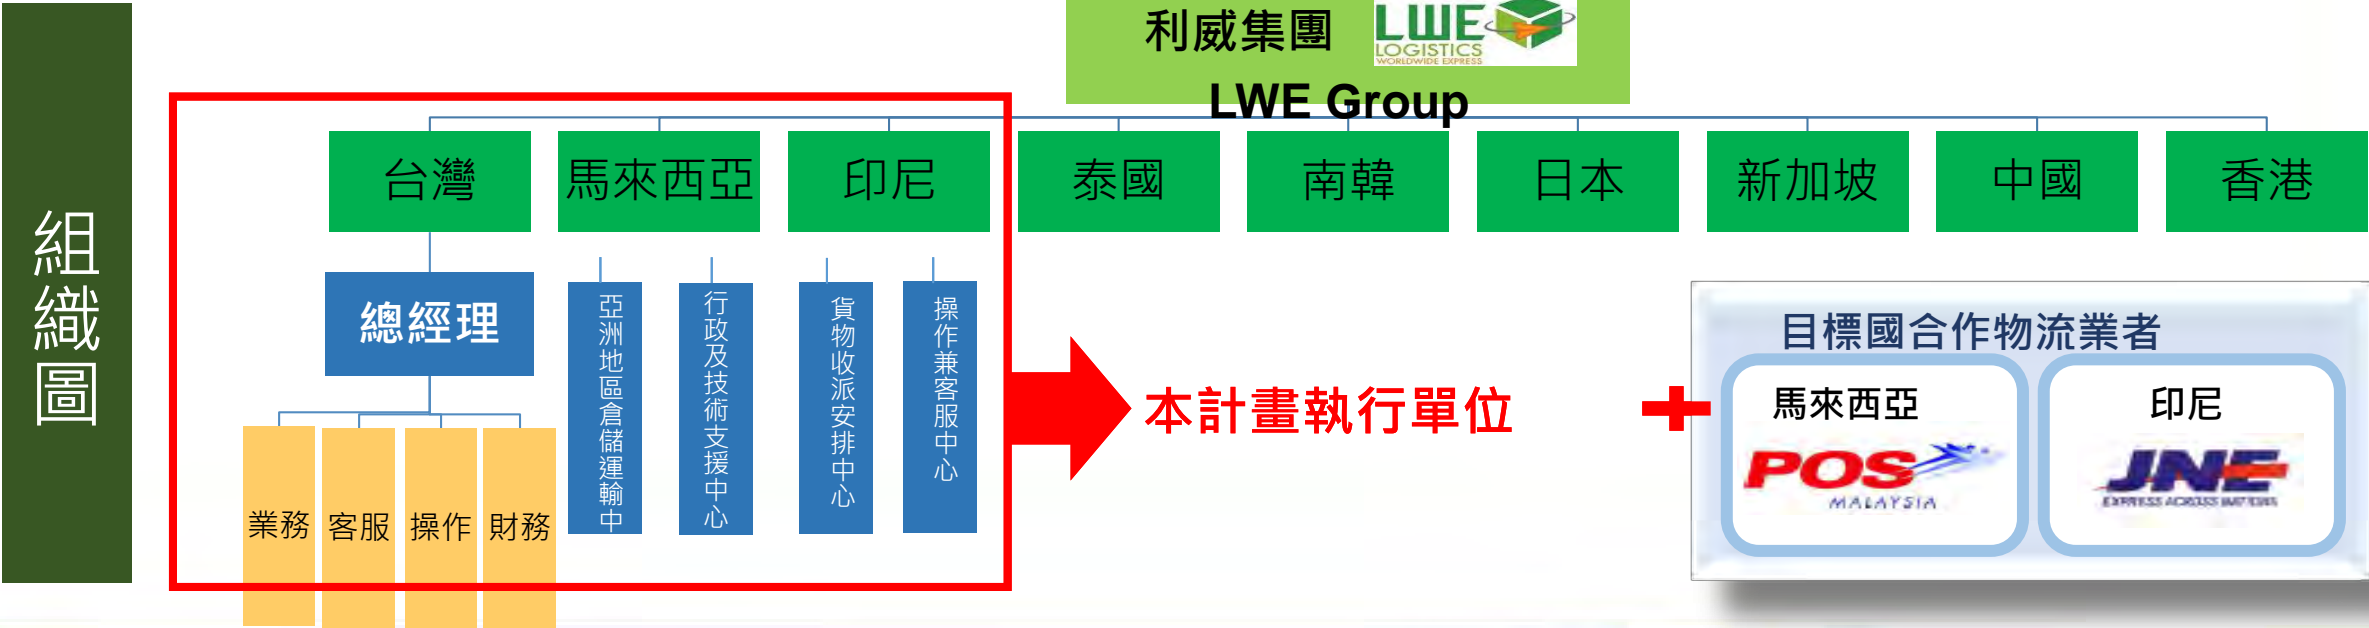 組織圖
利威集團
LWE
LOGISTICS
WORLDWIDE EXPRESS
LWE Group
台灣
馬來西亞
印尼
泰國
南韓
日本
新加坡
中國
香港
總經理
業務
客服
操作
財務
亞洲地區倉儲運輸中
行政及技術支援中心
貨物收派安排中心
操作兼客服中心
本計畫執行單位
目標國合作物流業者
馬來西亞
POS
MALAYSIA
印尼
JNE
EXPRESS ACROSS NATIONS